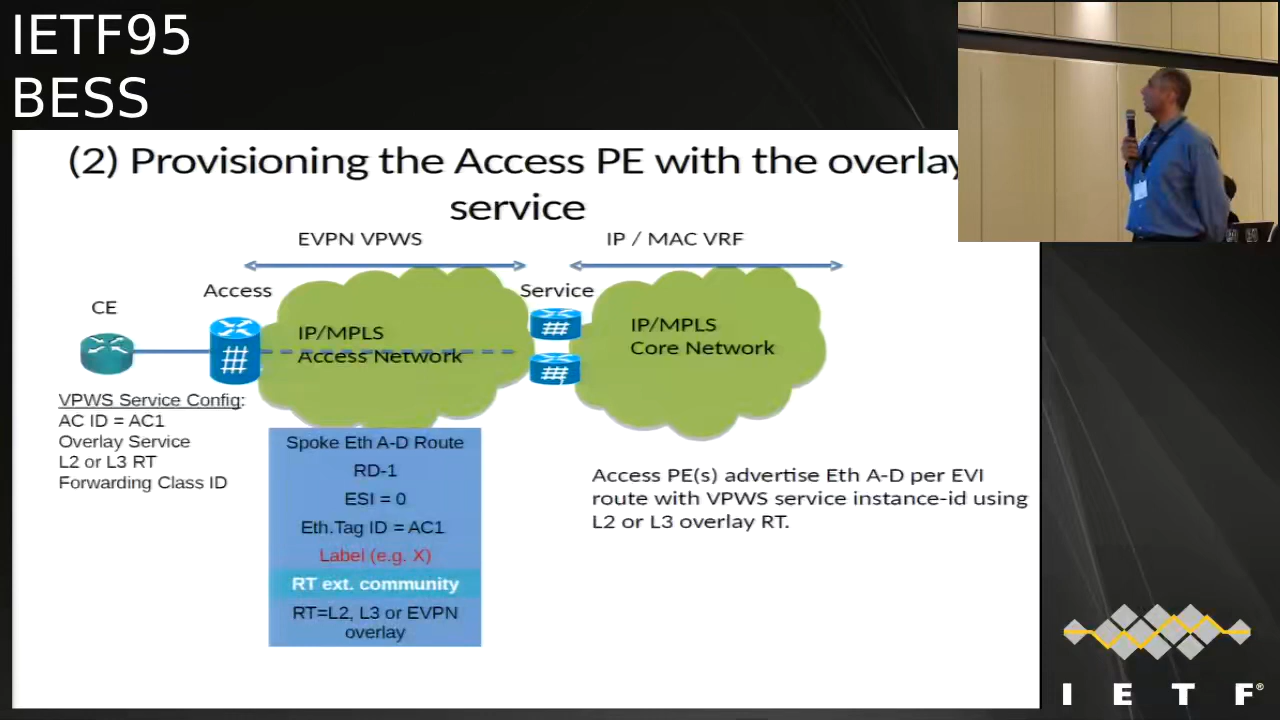 IETF95
BESS
(2) Provisioning the Access PE with the overlay
service
EVPN VPWS
IP / MAC VRF
Access
Service
CE
IP/MPLS
Access Network
IP/MPLS
Core Network
VPWS Service Config:
AC ID = AC1
Overlay Service
L2 or L3 RT
Forwarding Class ID
Spoke Eth A-D Route
RD-1
ESI = 0
Eth.Tag ID = AC1
Label (e.g. X)
RT ext. community
RT=L2, L3 or EVPN
overlay
Access PE(s) advertise Eth A-D per EVI
route with VPWS service instance-id using
L2 or L3 overlay RT.
I E T F®